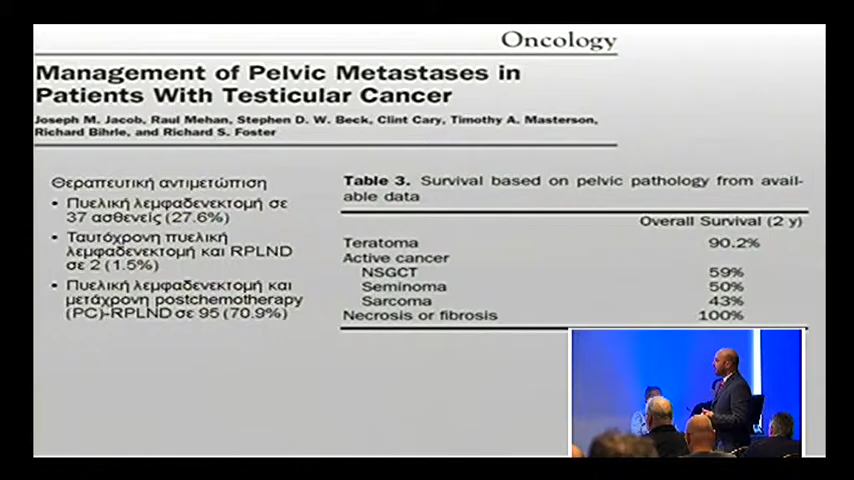 Oncology
Management of Pelvic Metastases in
Patients With Testicular Cancer
Joseph M. Jacob, Raul Mehan, Stephen D. W. Beck, Clint Cary, Timothy A. Masterson,
Richard Bihrle, and Richard S. Foster
Θεραπευτική αντιμετώπιση
• Πυελική λεμφαδενεκτομή σε
37 ασθενείς (27.6%)
• Ταυτόχρονη πυελική
λεμφαδενεκτομή και RPLND
σε 2 (1.5%)
• Πυελική λεμφαδενεκτομή και
μετάχρονη postchemotherapy
(PC)-RPLND σε 95 (70.9%)
Table 3. Survival based on pelvic pathology from avail-
able data
Overall Survival (2 y)
Teratoma 90.2%
Active cancer
NSGCT 59%
Seminoma 50%
Sarcoma 43%
Necrosis or fibrosis 100%